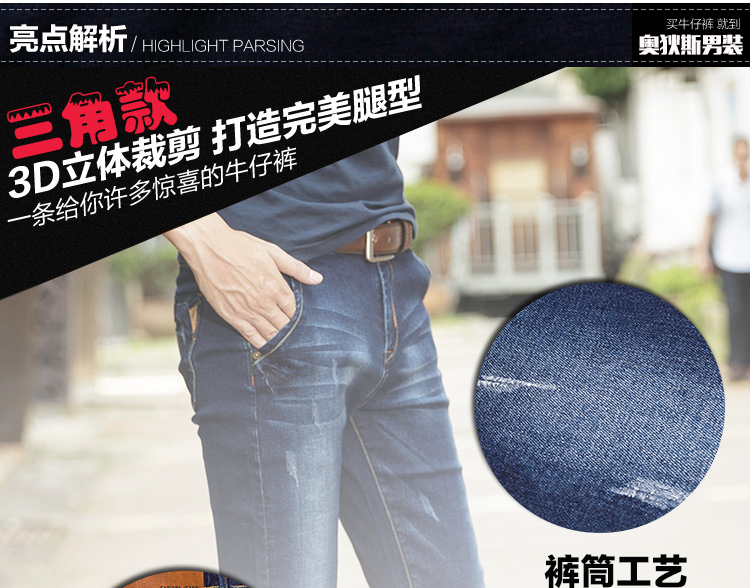 亮点解析/ HIGHLIGHT PARSING
买牛仔裤 就到
奥狄斯男装
三角款
3D立体裁剪 打造完美腿型
一条给你许多惊喜的牛仔裤
裤筒工艺